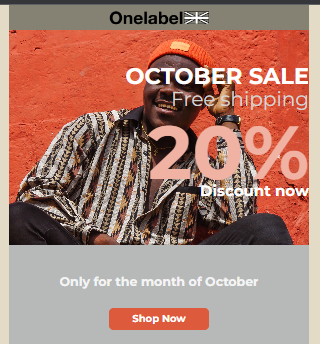 Onelabel
OCTOBER SALE
Free shipping
20%
Discount now
Only for the month of October
Shop Now